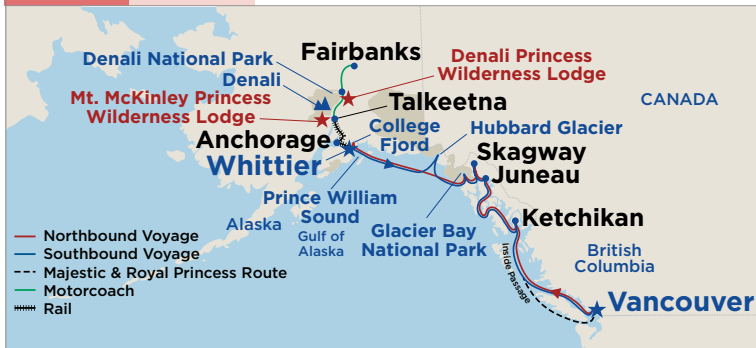 Fairbanks
Denali National Park
Denali
Denali Princess
Wilderness Lodge
Mt. McKinley Princess
Wilderness Lodge
Talkeetna
CANADA
Anchorage
College
Fjord
Hubbard Glacier
Whittier
Skagway
Juneau
Prince William
Sound
Alaska
Gulf of
Alaska
Glacier Bay
National Park
Ketchikan
Inside Passage
British
Columbia
Vancouver
Northbound Voyage
Southbound Voyage
Majestic & Royal Princess Route
Motorcoach
Rail